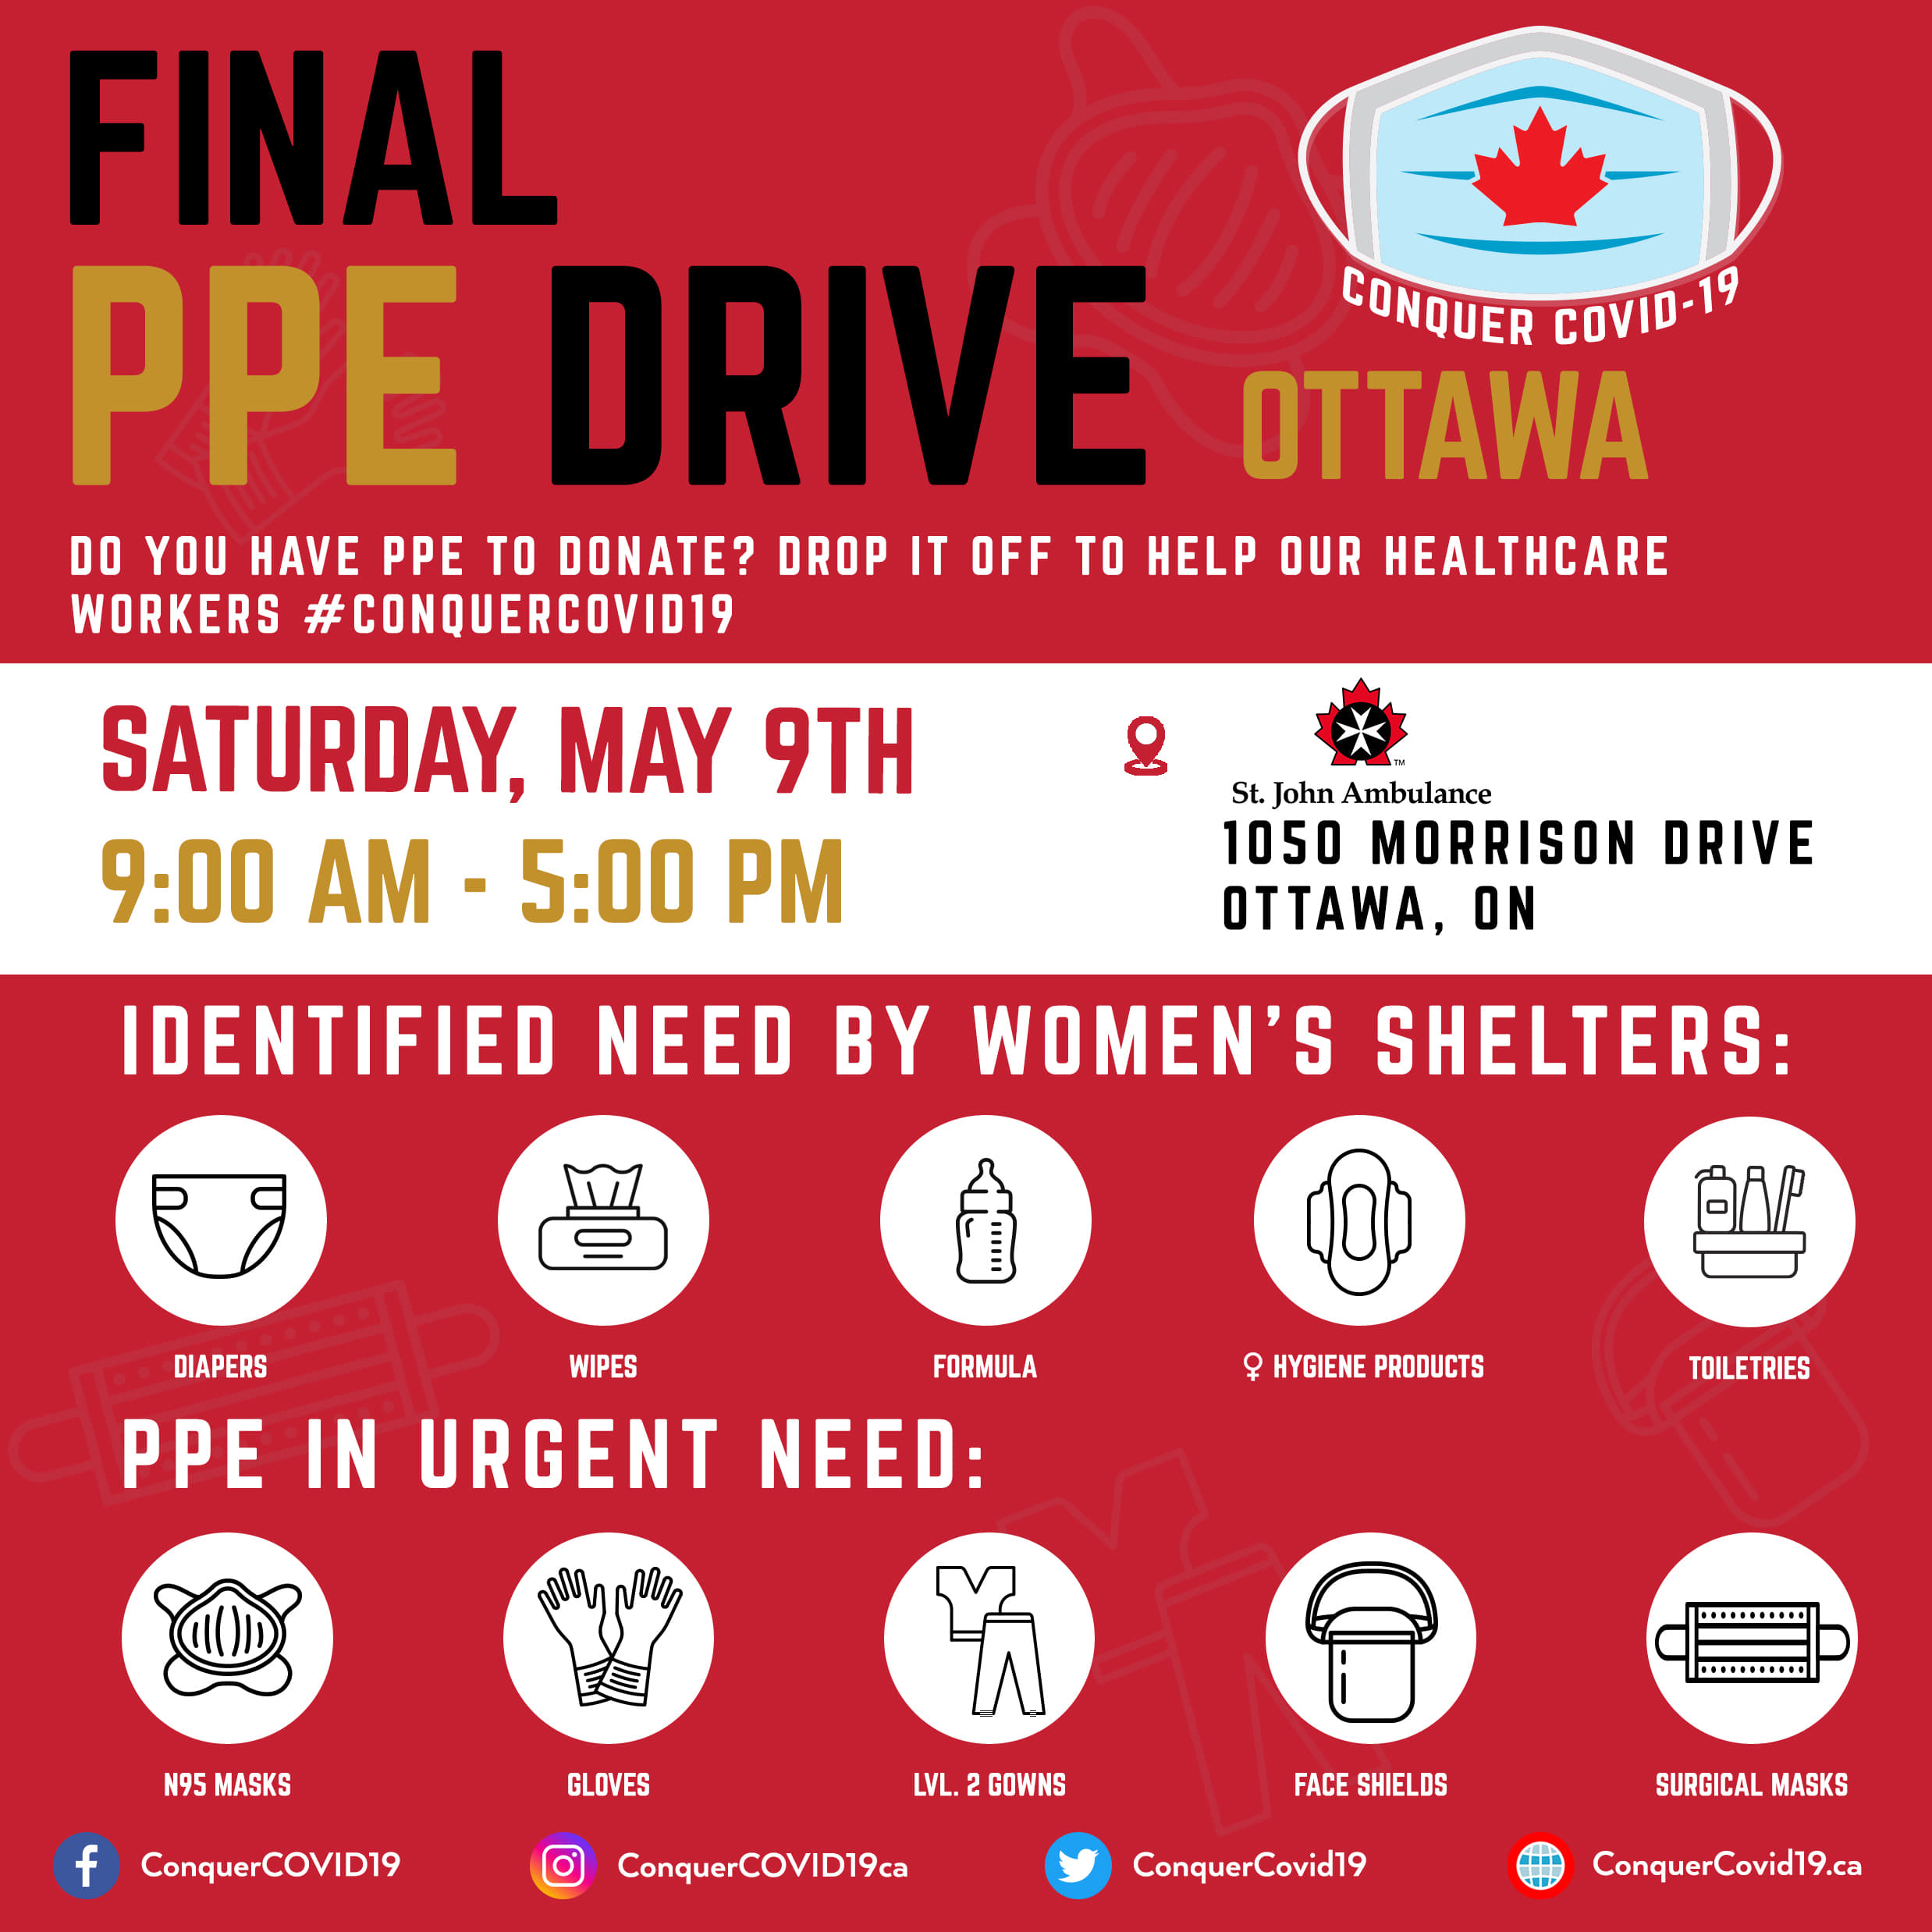 FINAL
PPE DRIVE OTTAWA
CONQUER COVID-19
DO YOU HAVE PPE TO DONATE? DROP IT OFF TO HELP OUR HEALTHCARE
WORKERS #CONQUERCOVID19
SATURDAY, MAY 9TH
9:00 AM - 5:00 PM
TM
St. John Ambulance
1050 MORRISON DRIVE
OTTAWA, ON
IDENTIFIED NEED BY WOMEN'S SHELTERS:
DIAPERS
WIPES
FORMULA
♀ HYGIENE PRODUCTS
TOILETRIES
PPE IN URGENT NEED:
N95 MASKS
GLOVES
LVL. 2 GOWNS
FACE SHIELDS
SURGICAL MASKS
ConquerCOVID19
ConquerCOVID19ca
ConquerCovid19
ConquerCovid19.ca